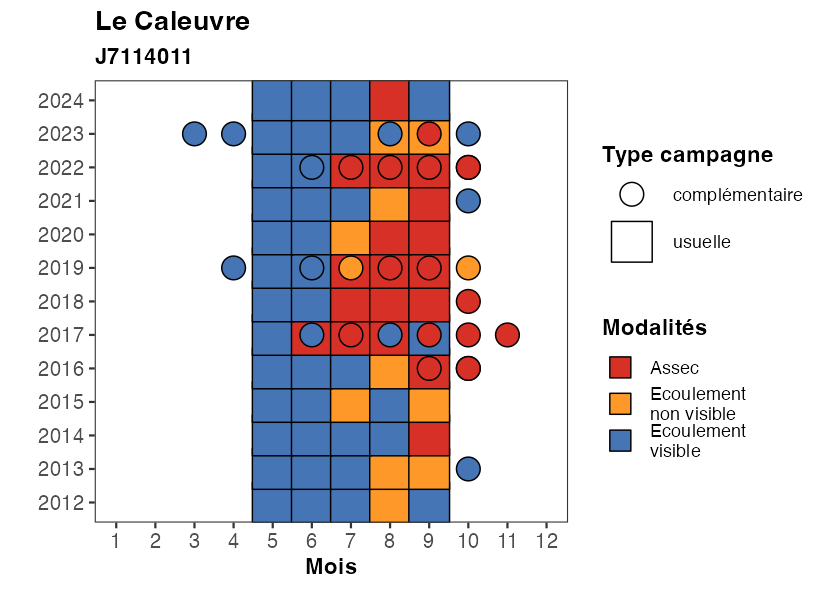 Le Caleuvre
J7114011
2024
2023
2022
2021
2020
2019
2018
2017
2016
2015
2014
2013
2012
1 2 3 4 5 6 7 8 9 10 11 12
Mois
Type campagne
complémentaire
usuelle
Modalités
Assec
Ecoulement
non visible
Ecoulement
visible